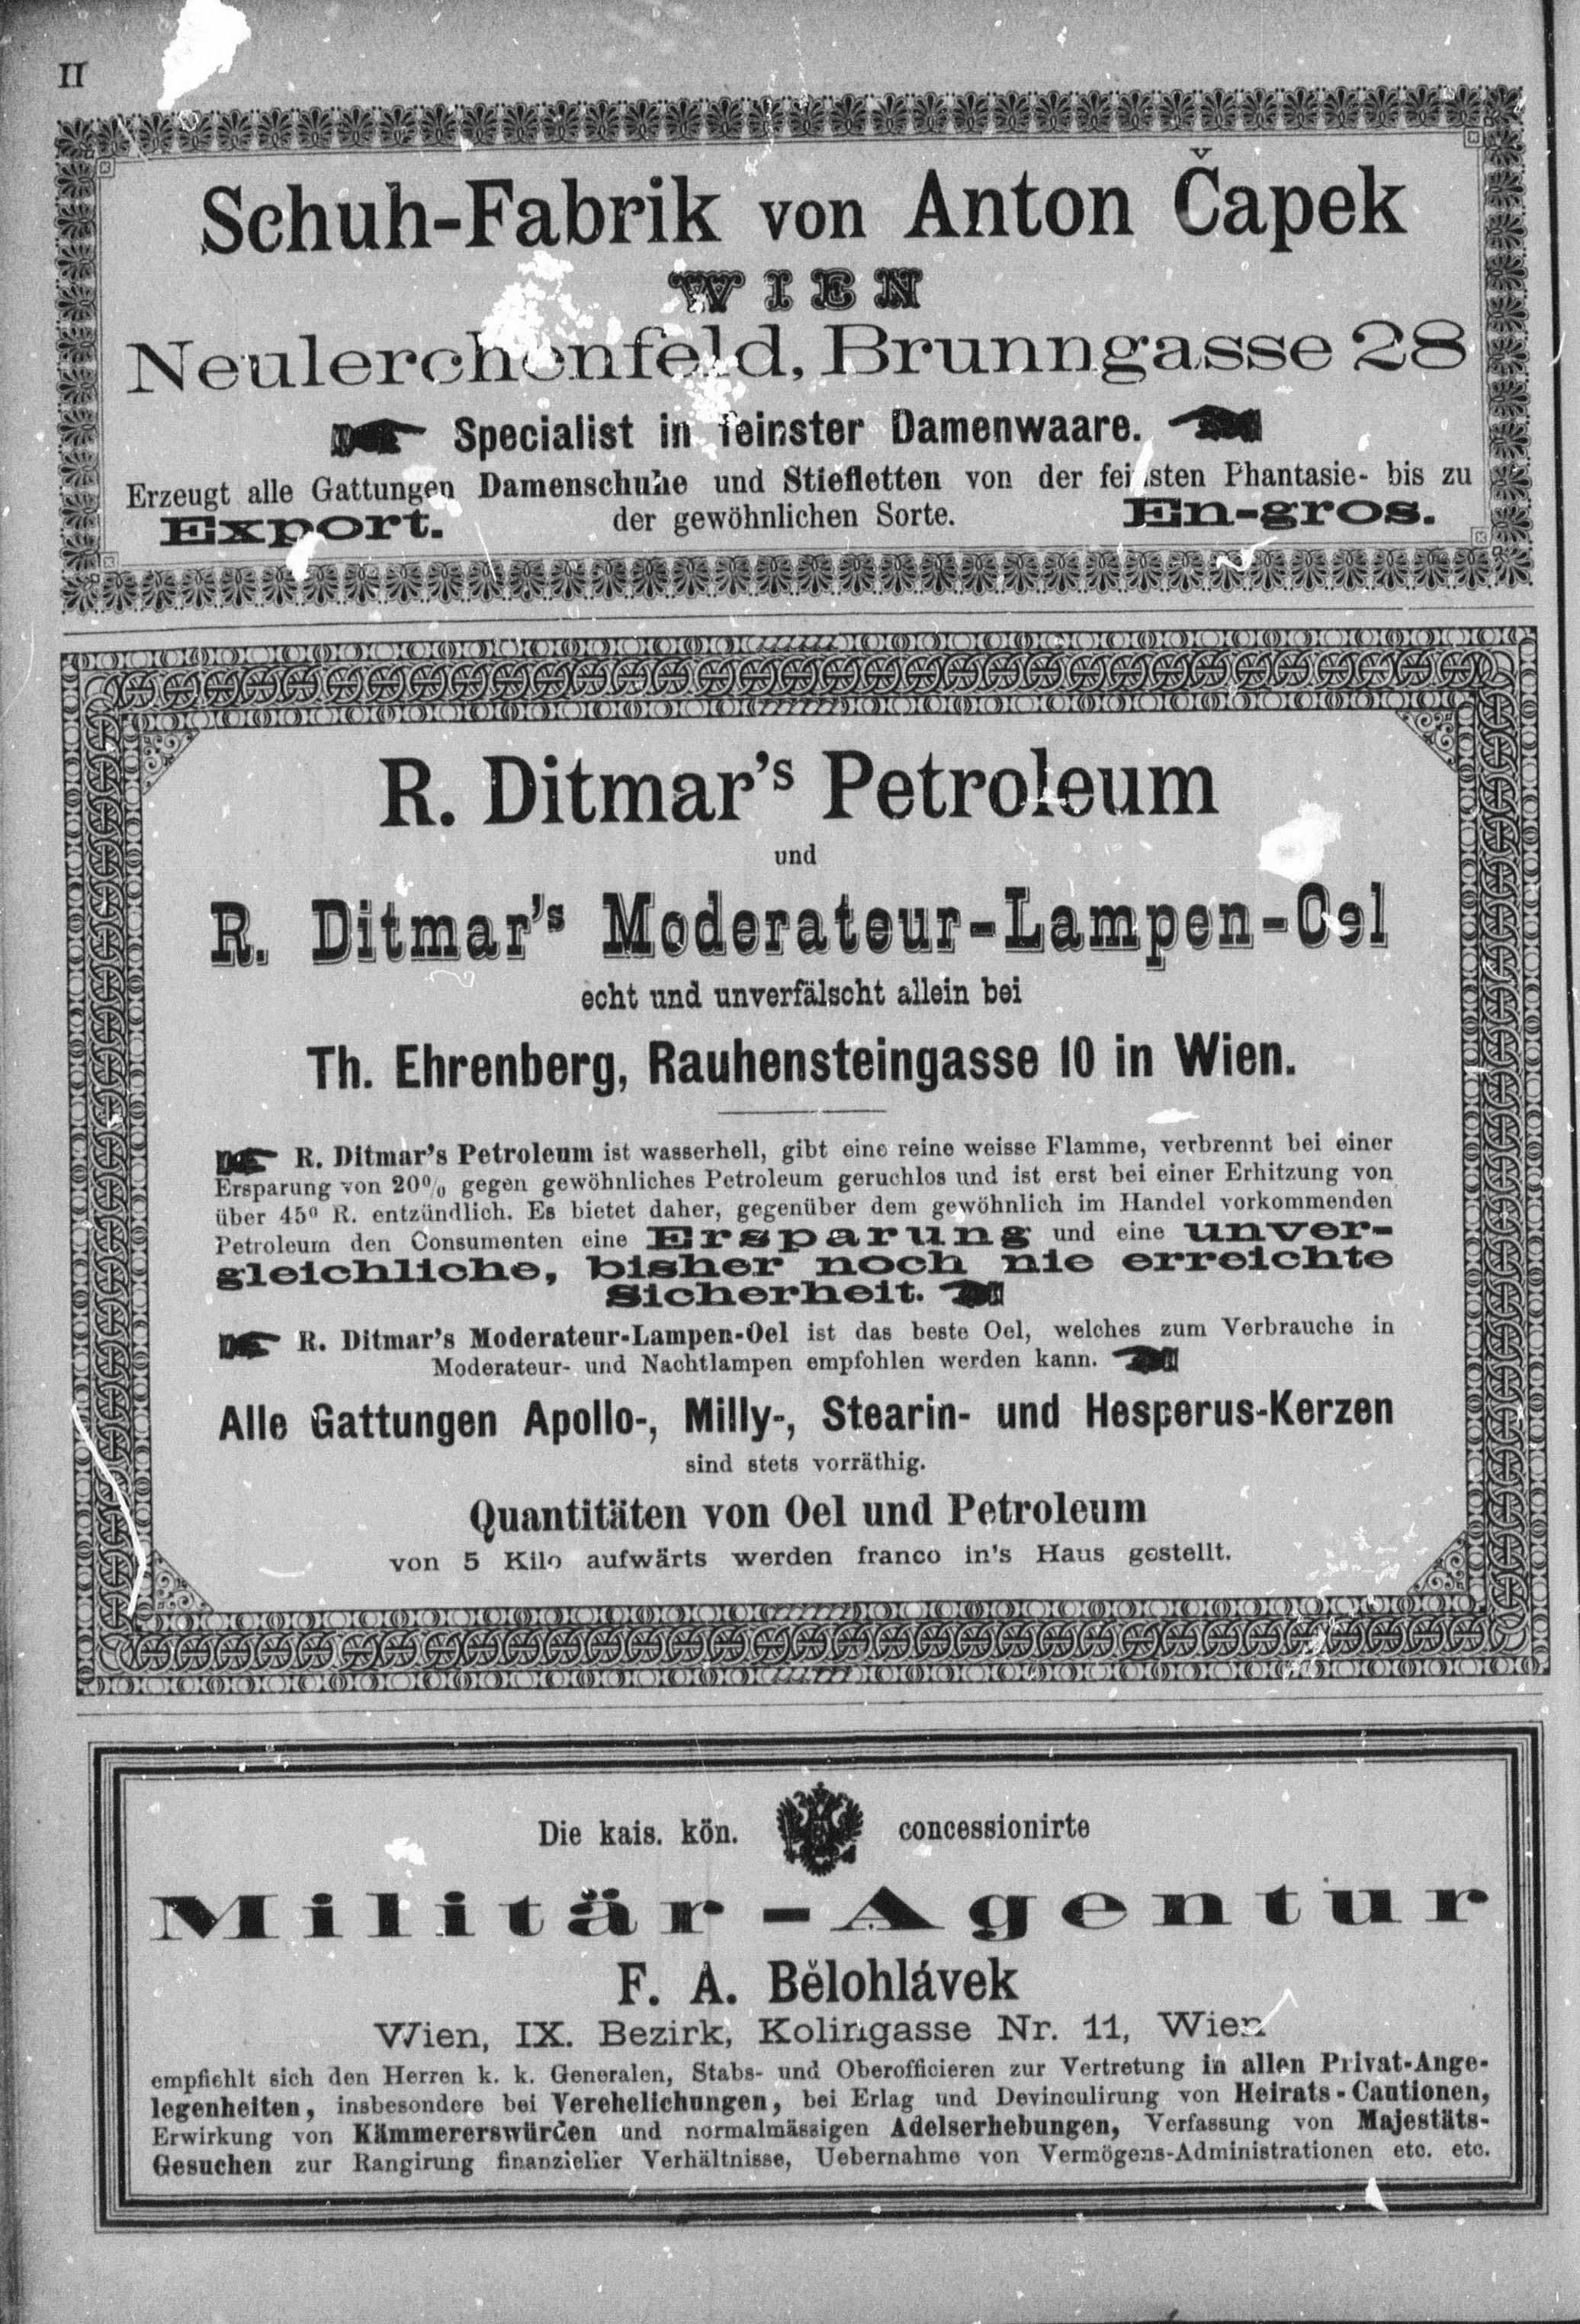 II
Schuh-Fabrik von Anton Čapek
WIEN
Neulerchenfeld, Brunngasse 28
Specialist in feinster Damenwaare.
Erzeugt alle Gattungen Damenschuhe und Stiefletten von der feinsten Phantasie- bis zu
Export. der gewöhnlichen Sorte. En-gros.
R. Ditmar's Petroleum
und
R. Ditmar's Moderateur-Lampen-Oel
echt und unverfälscht allein bei
Th. Ehrenberg, Rauhensteingasse 10 in Wien.
R. Ditmar's Petroleum ist wasserhell, gibt eine reine weisse Flamme, verbrennt bei einer
Ersparung von 20% gegen gewöhnliches Petroleum geruchlos und ist erst bei einer Erhitzung von
über 45º R. entzündlich. Es bietet daher, gegenüber dem gewöhnlich im Handel vorkommenden
Petroleum den Consumenten eine Ersparung und eine unver-
gleichliche, bisher noch nie erreichte
Sicherheit.
R. Ditmar's Moderateur-Lampen-Oel ist das beste Oel, welches zum Verbrauche in
Moderateur- und Nachtlampen empfohlen werden kann.
Alle Gattungen Apollo-, Milly-, Stearin- und Hesperus-Kerzen
sind stets vorräthig.
Quantitäten von Oel und Petroleum
von 5 Kilo aufwärts werden franco in's Haus gestellt.
Die kais. kön. concessionirte
Militär-Agentur
F. A. Bělohlávek
Wien, IX. Bezirk, Kolingasse Nr. 11, Wien
empfiehlt sich den Herren k. k. Generalen, Stabs- und Oberofficieren zur Vertretung in allen Privat-Ange-
legenheiten, insbesondere bei Verehelichungen, bei Erlag und Devinculirung von Heirats-Cautionen,
Erwirkung von Kämmererswürden und normalmässigen Adelserhebungen, Verfassung von Majestäts-
Gesuchen zur Rangirung finanzieller Verhältnisse, Uebernahme von Vermögens-Administrationen etc. etc.